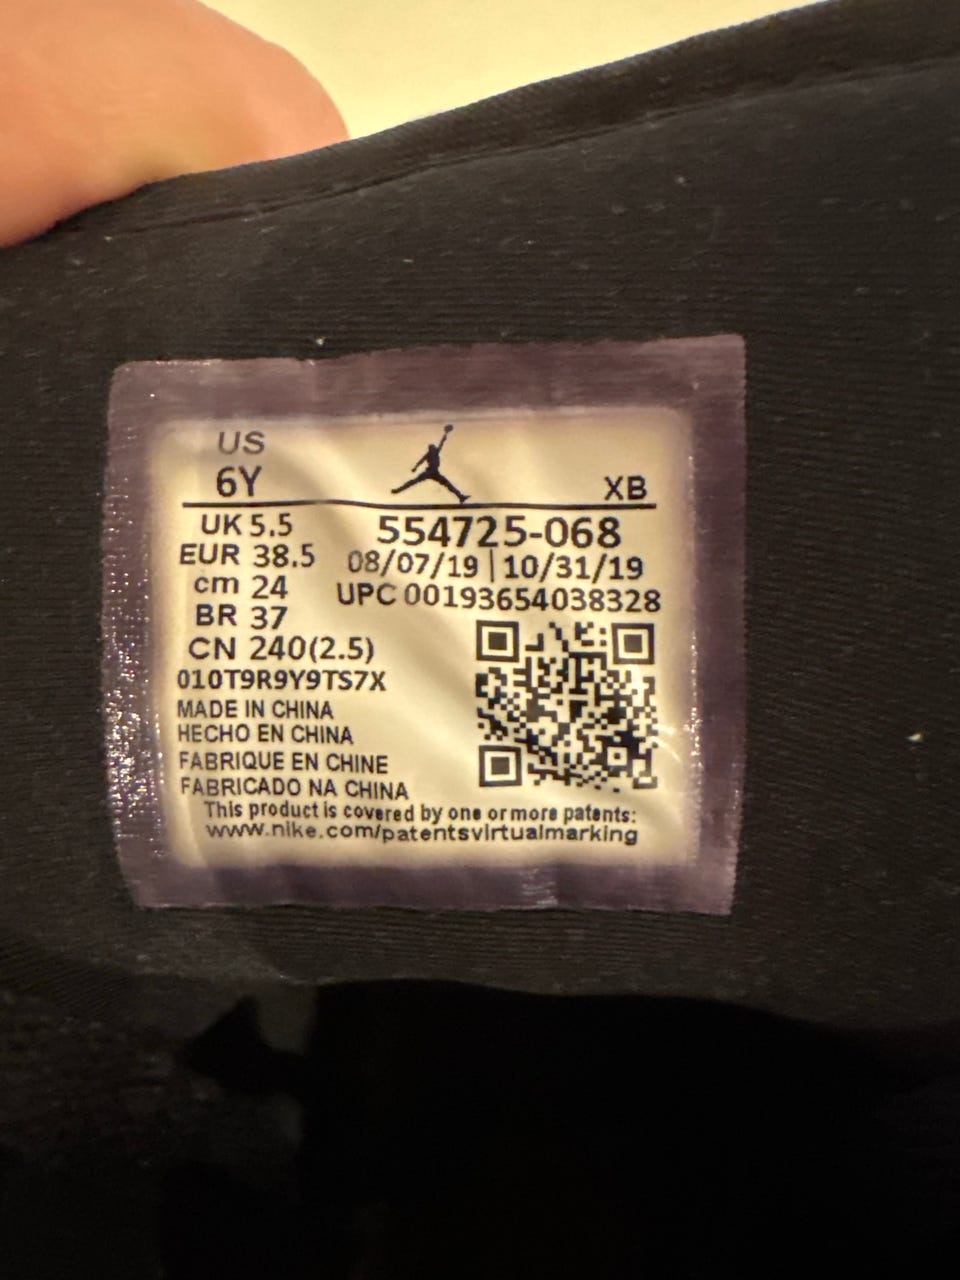 US
6Y
XB
UK 5.5
554725-068
EUR 38.5
08/07/19 | 10/31/19
cm 24
UPC 00193654038328
BR 37
CN 240(2.5)
010T9R9Y9TS7X
MADE IN CHINA
HECHO EN CHINA
FABRIQUE EN CHINE
FABRICADO NA CHINA
This product is covered by one or more patents:
www.nike.com/patentsvirtualmarking